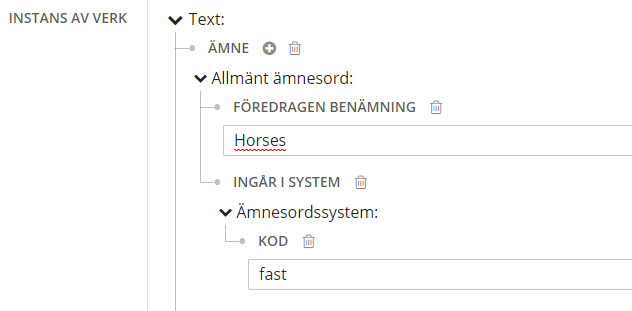 INSTANS AV VERK
Text:
ÄMNE
Allmänt ämnesord:
FÖREDRAGEN BENÄMNING
Horses
INGÅR I SYSTEM
Ämnesordssystem:
KOD
fast